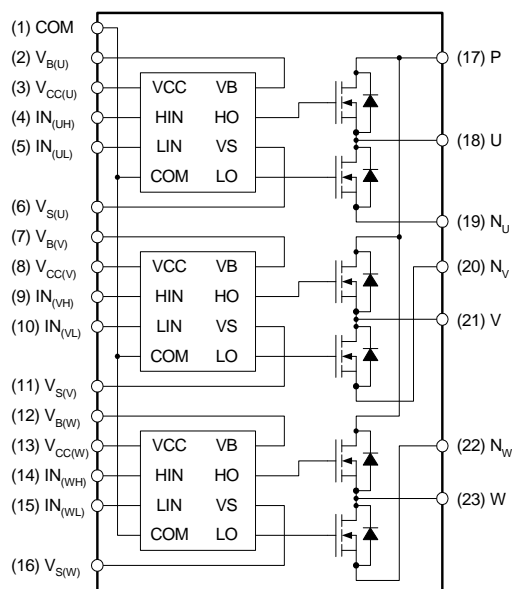 (1) COM
(2) V_B(U)
(3) V_CC(U)
(4) IN_(UH)
(5) IN_(UL)
(6) V_S(U)
(7) V_B(V)
(8) V_CC(V)
(9) IN_(VH)
(10) IN_(VL)
(11) V_S(V)
(12) V_B(W)
(13) V_CC(W)
(14) IN_(WH)
(15) IN_(WL)
(16) V_S(W)
VCC VB
HIN HO
LIN VS
COM LO
VCC VB
HIN HO
LIN VS
COM LO
VCC VB
HIN HO
LIN VS
COM LO
(17) P
(18) U
(19) N_U
(20) N_V
(21) V
(22) N_W
(23) W